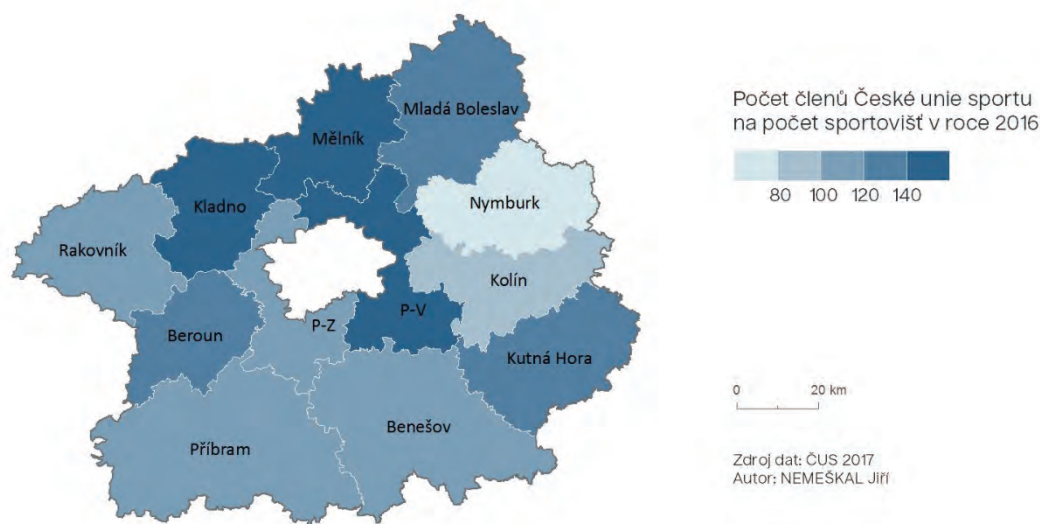 Mladá Boleslav
Mělník
Kladno
Nymburk
Rakovník
Kolín
P-V
P-Z
Beroun
Kutná Hora
Benešov
Příbram
Počet členů České unie sportu
na počet sportovišť v roce 2016
80 100 120 140
0 20 km
Zdroj dat: ČUS 2017
Autor: NEMEŠKAL Jiří